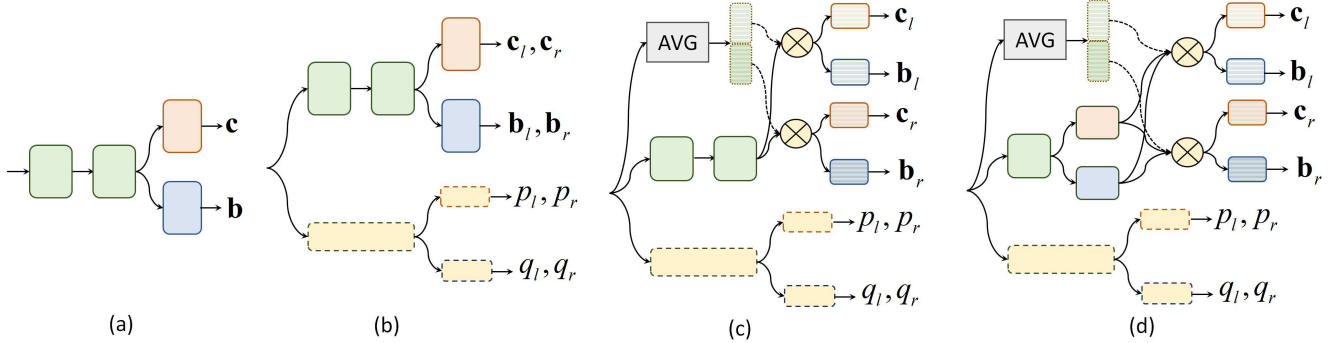 c
b
(a)
c_l, c_r
b_l, b_r
p_l, p_r
q_l, q_r
(b)
AVG
c_l
b_l
c_r
b_r
p_l, p_r
q_l, q_r
(c)
AVG
c_l
b_l
c_r
b_r
p_l, p_r
q_l, q_r
(d)